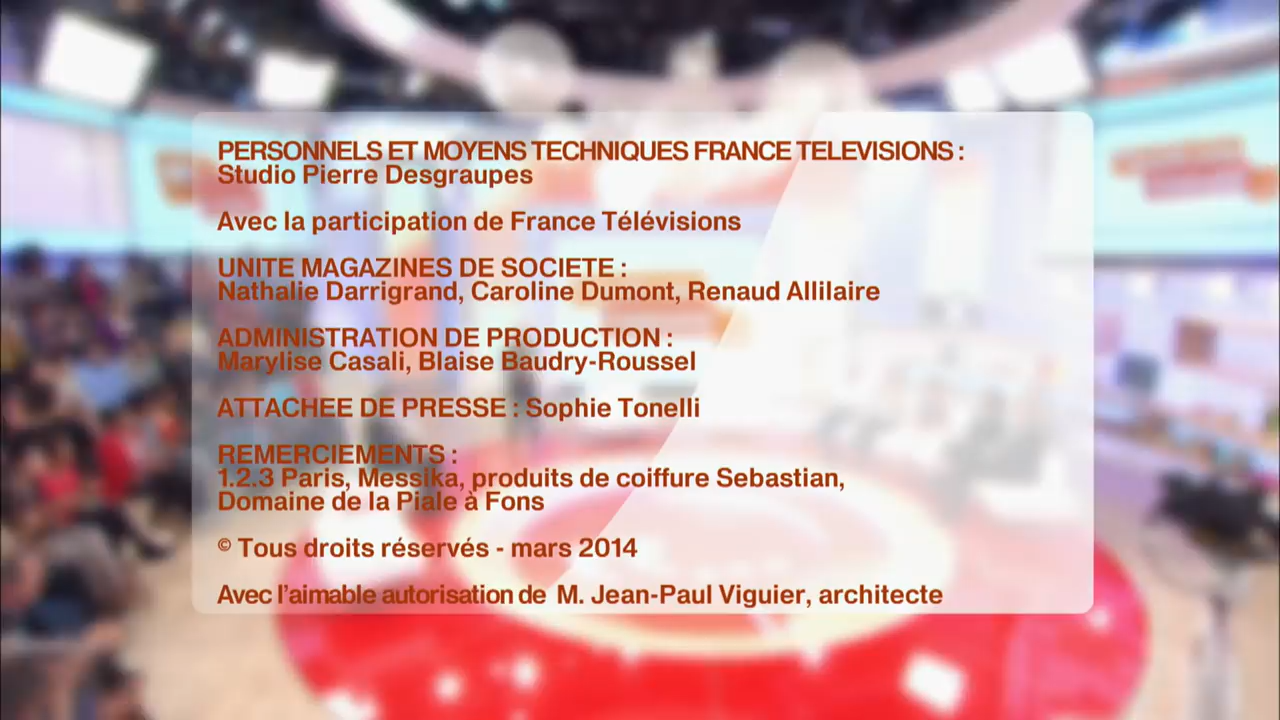 PERSONNELS ET MOYENS TECHNIQUES FRANCE TELEVISIONS :
Studio Pierre Desgraupes
Avec la participation de France Télévisions
UNITE MAGAZINES DE SOCIETE :
Nathalie Darrigrand, Caroline Dumont, Renaud Allilaire
ADMINISTRATION DE PRODUCTION :
Marylise Casali, Blaise Baudry-Roussel
ATTACHEE DE PRESSE : Sophie Tonelli
REMERCIEMENTS :
1.2.3 Paris, Messika, produits de coiffure Sebastian,
Domaine de la Piale à Fons
© Tous droits réservés - mars 2014
Avec l’aimable autorisation de M. Jean-Paul Viguier, architecte